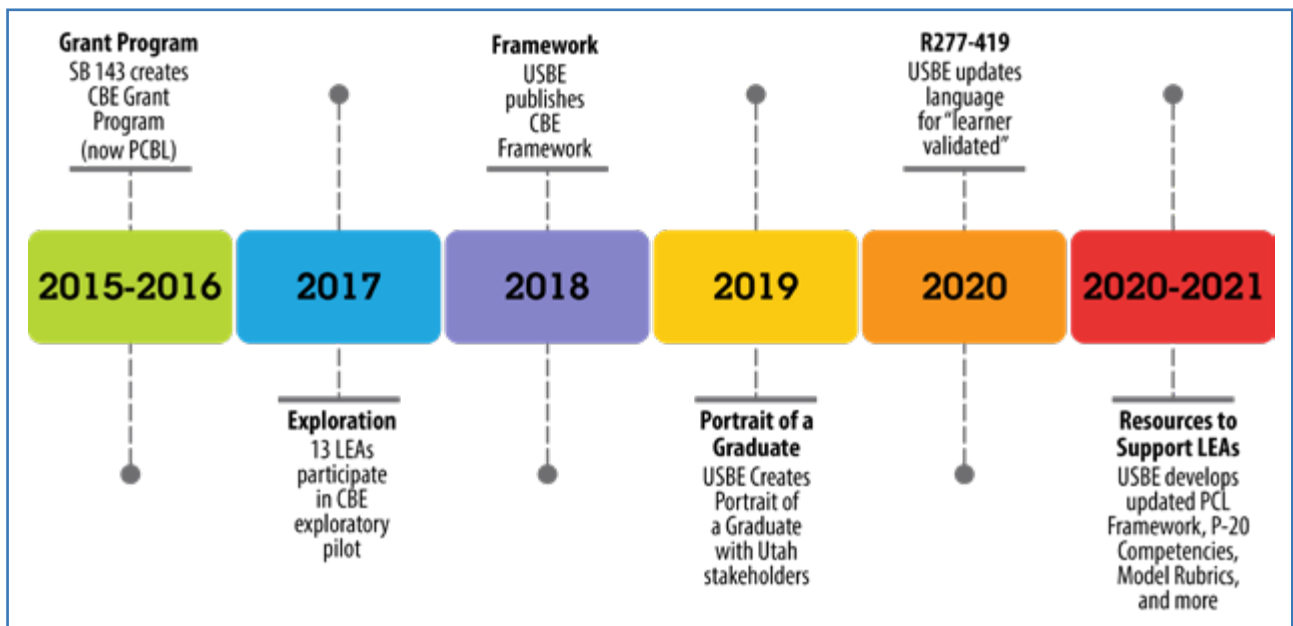 Grant Program
SB 143 creates
CBE Grant
Program
(now PCBL)
Framework
USBE
publishes
CBE
Framework
R277-419
USBE updates
language
for “learner
validated”
2015-2016
2017
2018
2019
2020
2020-2021
Exploration
13 LEAs
participate
in CBE
exploratory
pilot
Portrait of a
Graduate
USBE Creates
Portrait of
a Graduate
with Utah
stakeholders
Resources to
Support LEAs
USBE develops
updated PCL
Framework, P-20
Competencies,
Model Rubrics,
and more